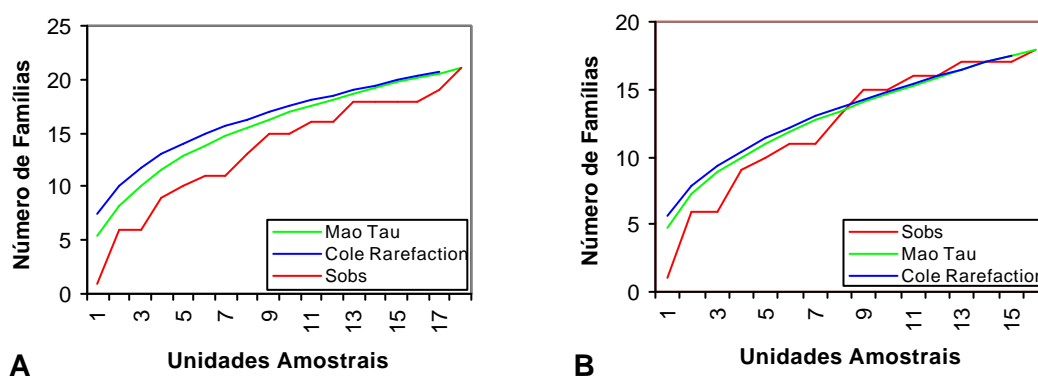 25
20
15
10
5
0
Número de Famílias
Mao Tau
Cole Rarefaction
Sobs
1
3
5
7
9
11
13
15
17
Unidades Amostrais
A
20
15
10
5
0
Número de Famílias
Sobs
Mao Tau
Cole Rarefaction
1
3
5
7
9
11
13
15
Unidades Amostrais
B